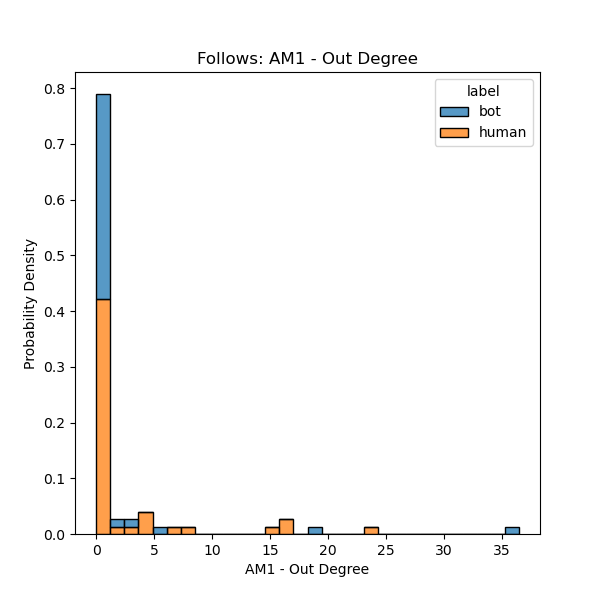 Follows: AM1 - Out Degree
label
bot
human
Probability Density
0.8
0.7
0.6
0.5
0.4
0.3
0.2
0.1
0.0
0 5 10 15 20 25 30 35
AM1 - Out Degree